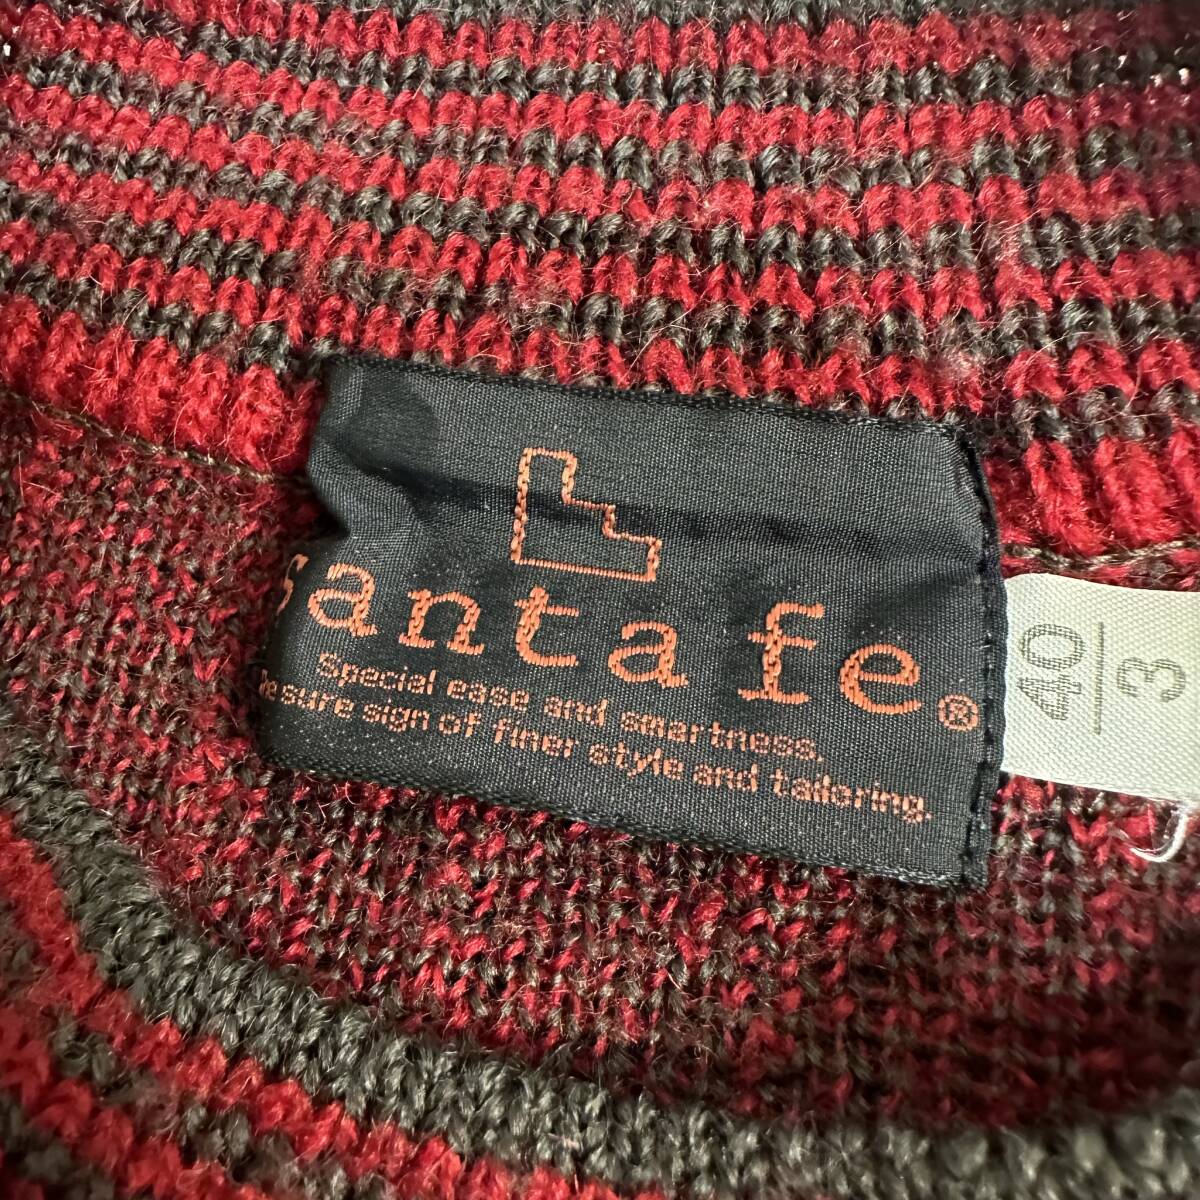 santa fe®
Special ease and smartness.
Be sure sign of finer style and tailoring.
40
3